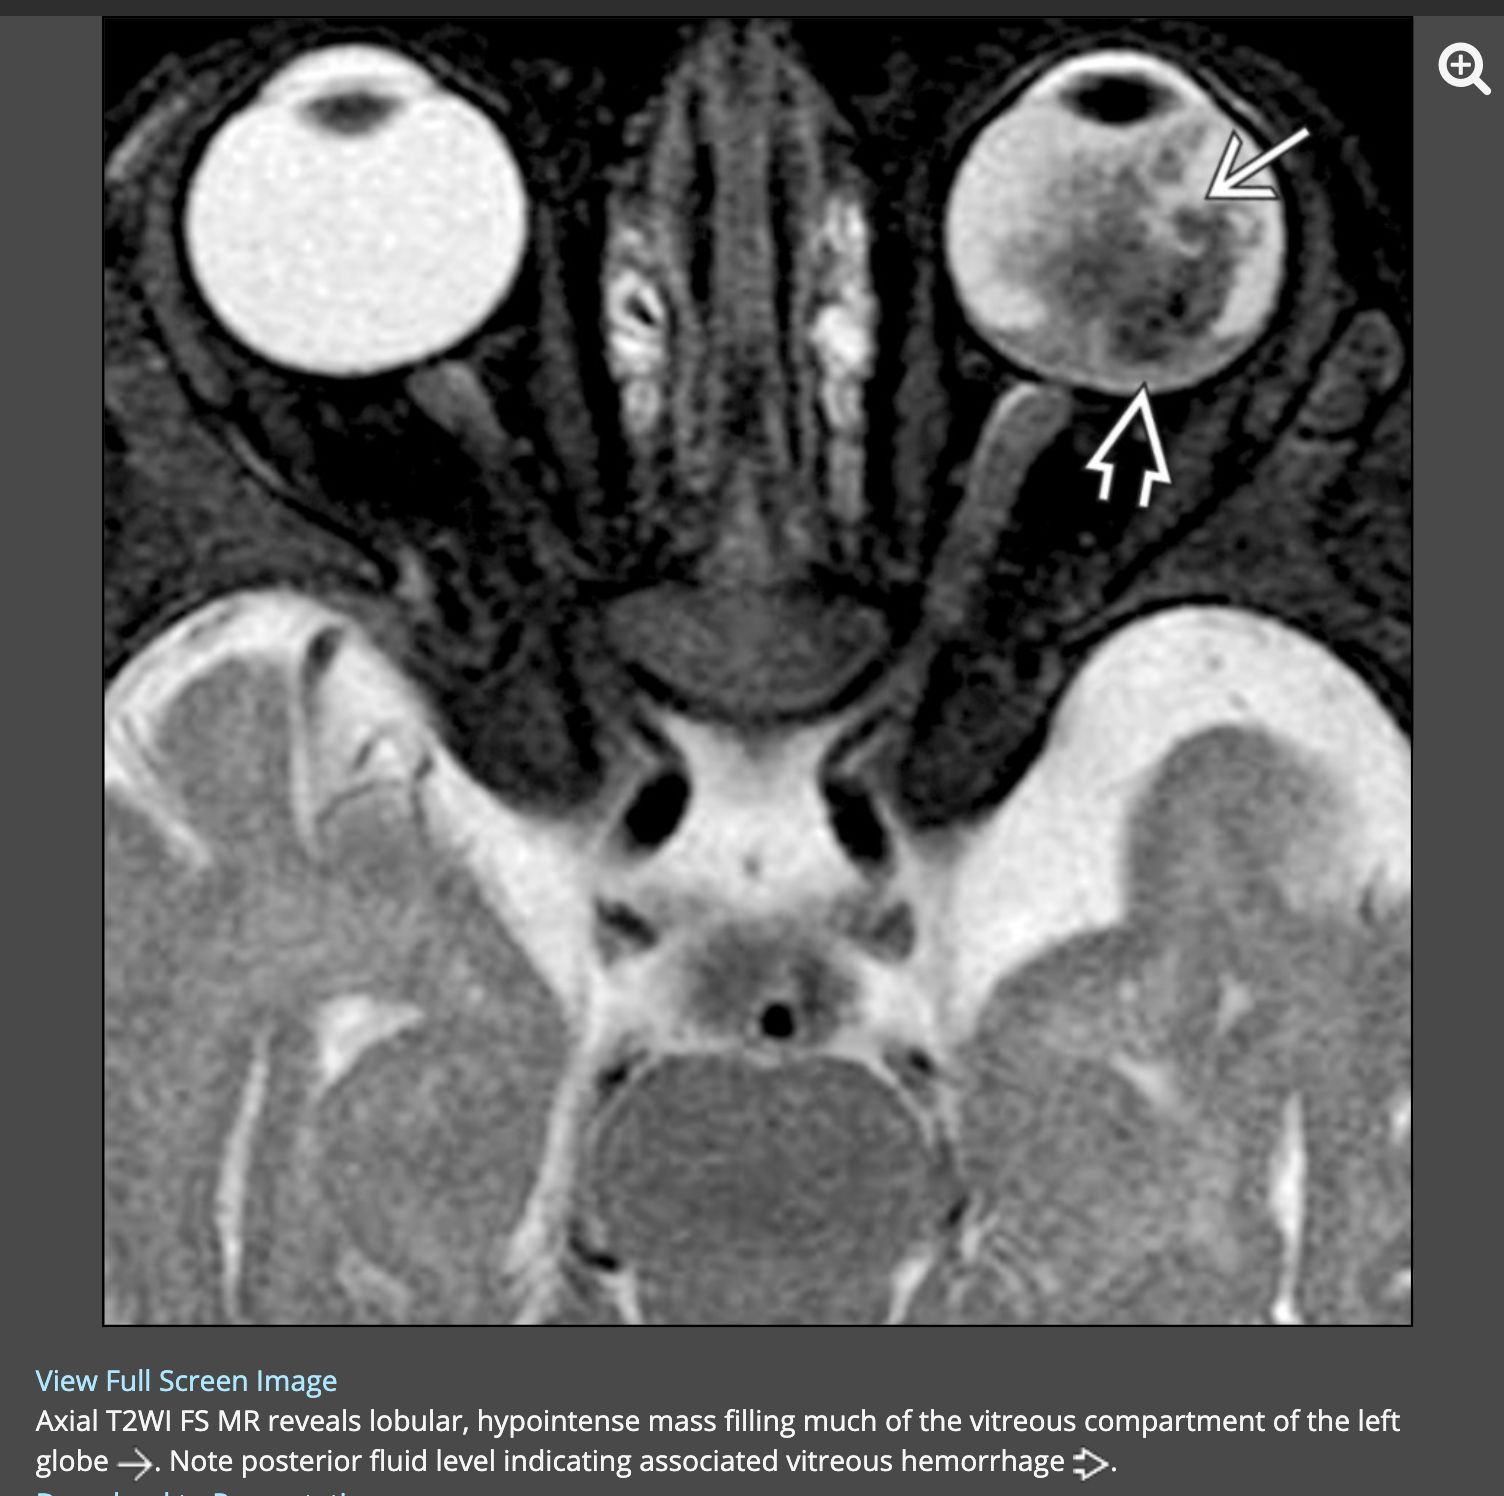 View Full Screen Image
Axial T2WI FS MR reveals lobular, hypointense mass filling much of the vitreous compartment of the left
globe →. Note posterior fluid level indicating associated vitreous hemorrhage ⇨.